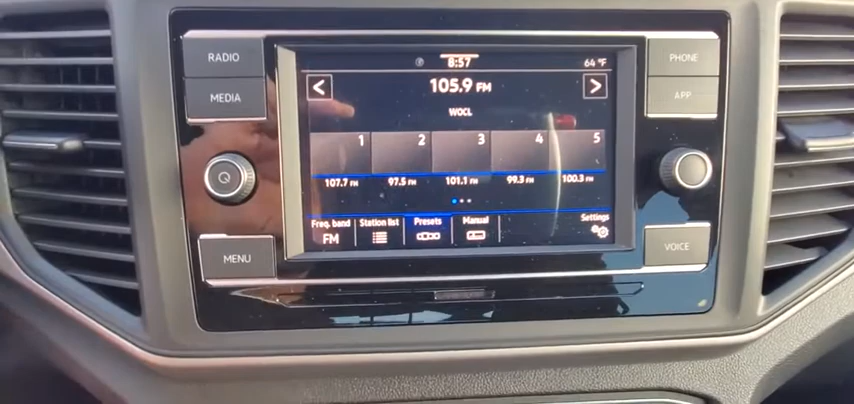 RADIO
MEDIA
MENU
8:57
64 °F
105.9 FM
WOCL
1 2 3 4 5
107.7 FM 97.5 FM 101.1 FM 99.3 FM 100.3 FM
Freq. band Station list Presets Manual Settings
FM
PHONE
APP
VOICE